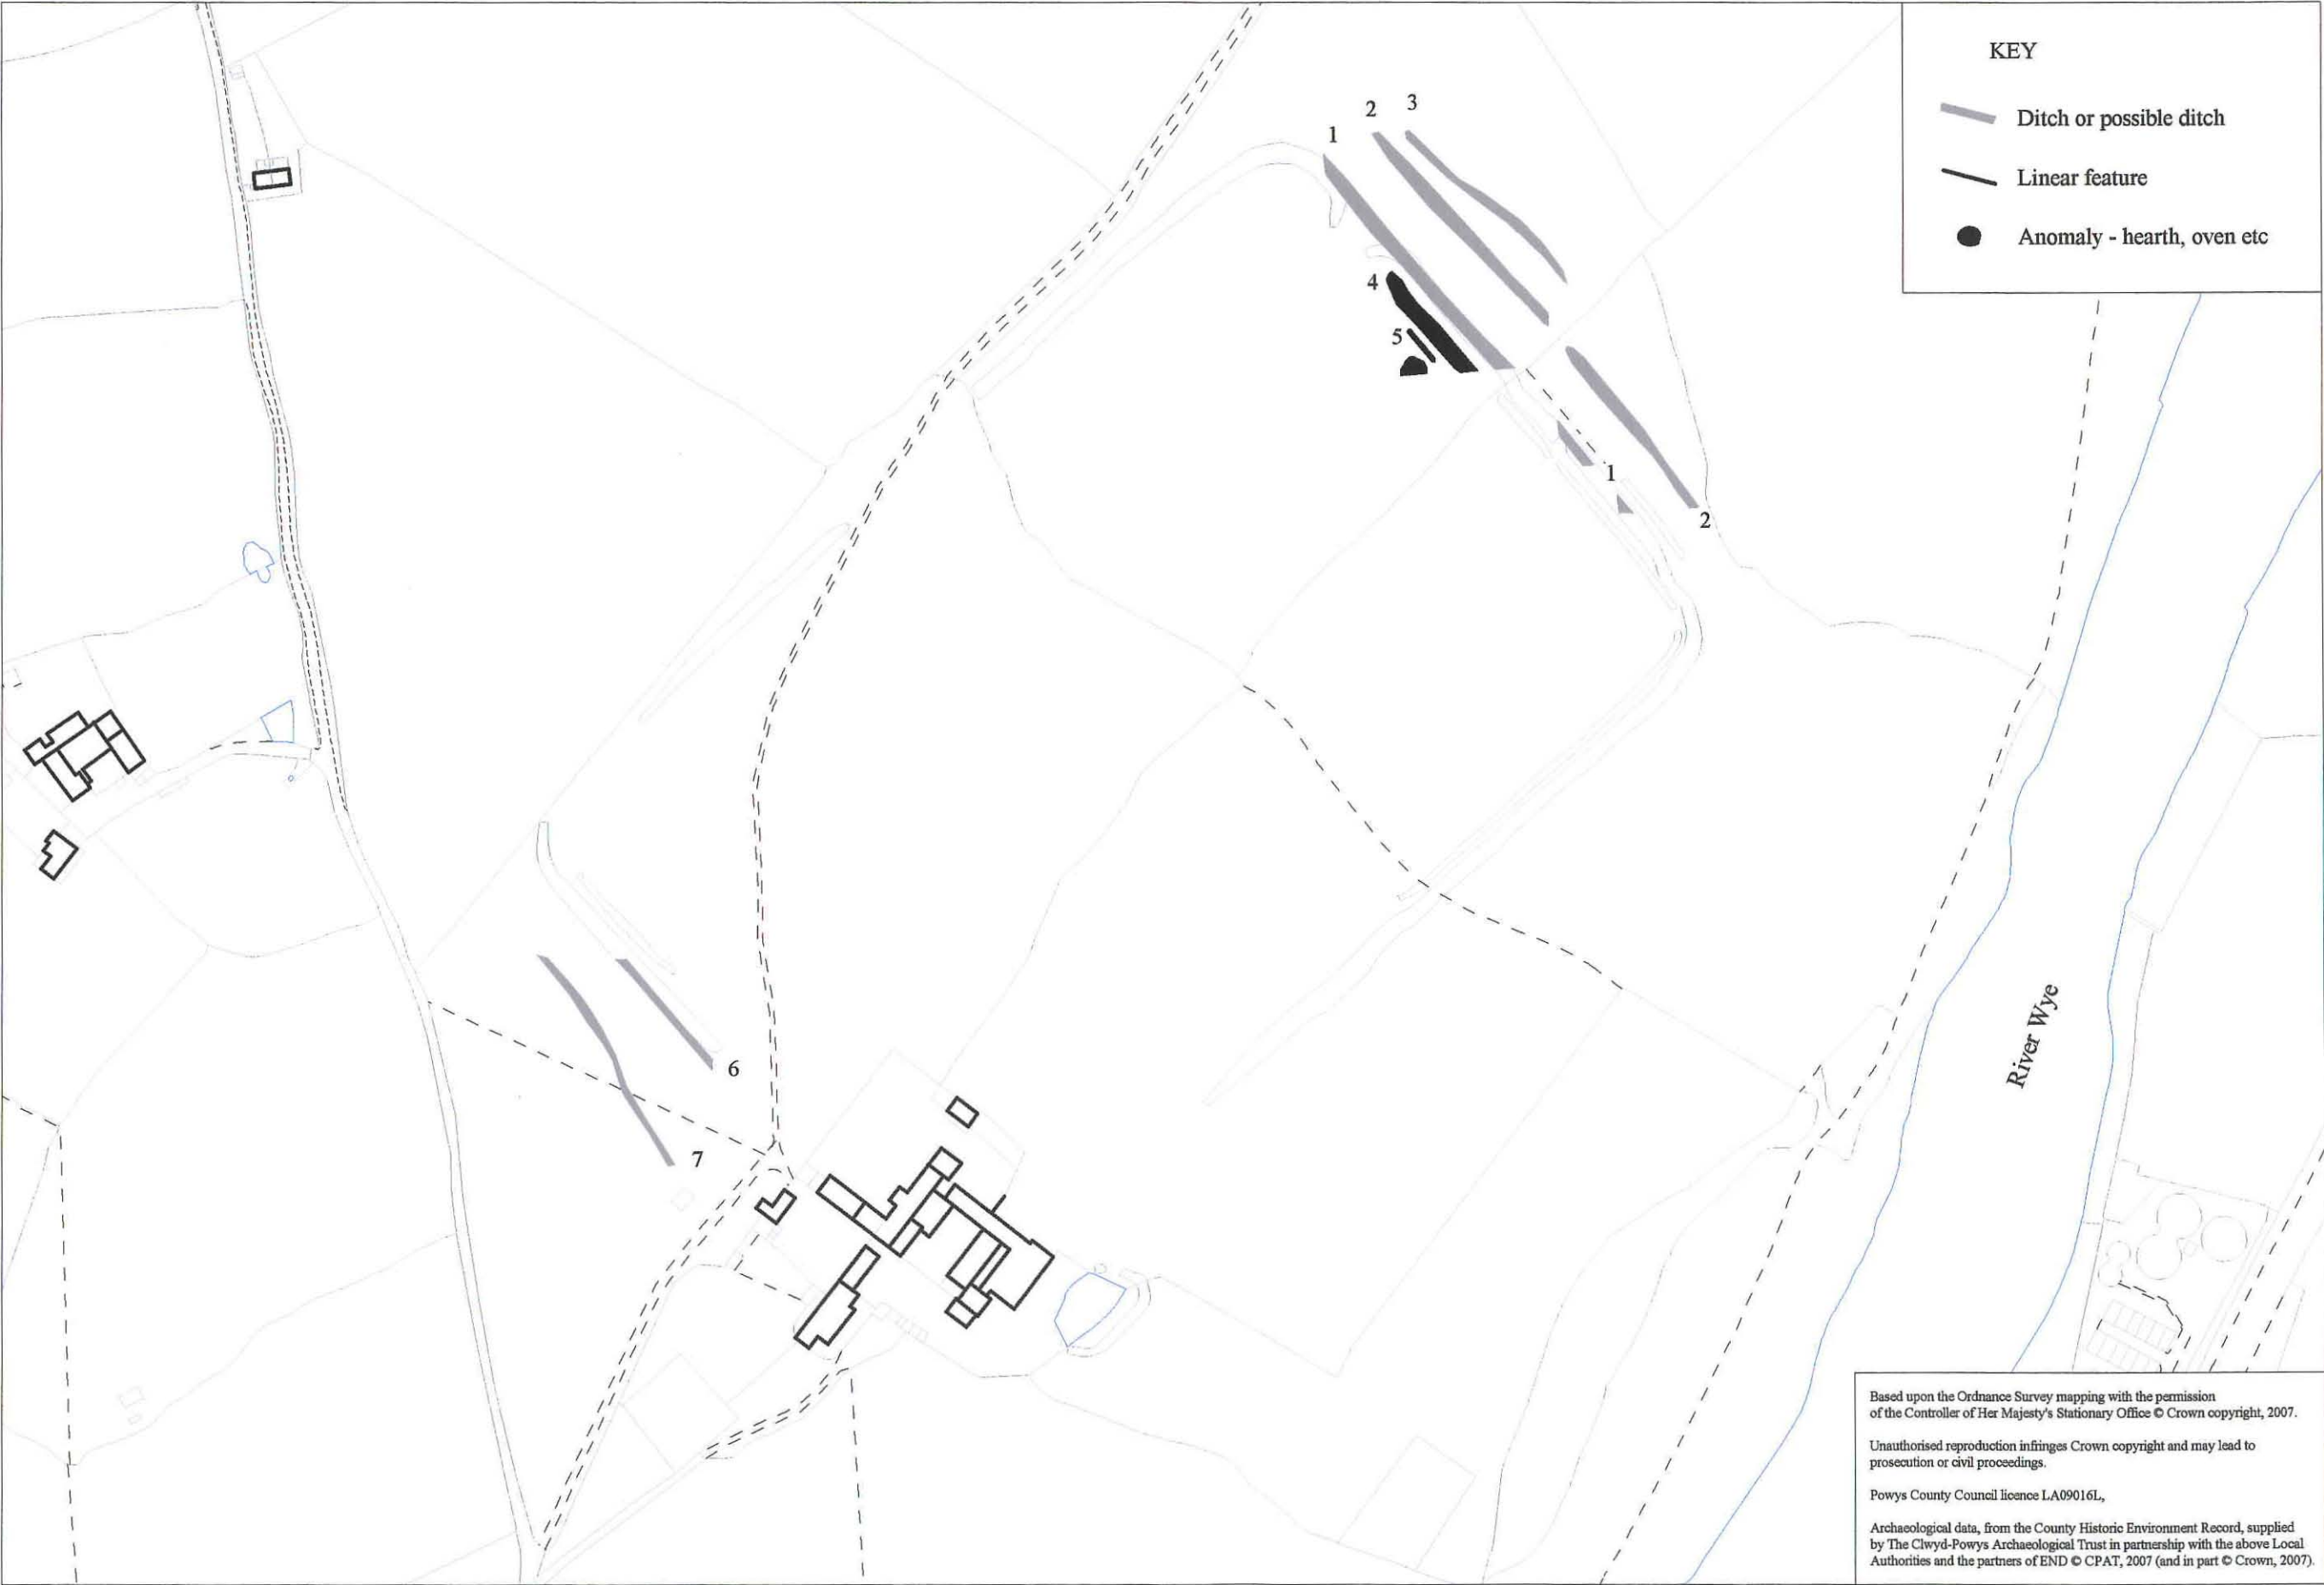 KEY
Ditch or possible ditch
Linear feature
Anomaly - hearth, oven etc
1
2
3
4
5
1
2
6
7
River Wye
Based upon the Ordnance Survey mapping with the permission
of the Controller of Her Majesty's Stationary Office © Crown copyright, 2007.
Unauthorised reproduction infringes Crown copyright and may lead to
prosecution or civil proceedings.
Powys County Council licence LA09016L,
Archaeological data, from the County Historic Environment Record, supplied
by The Clwyd-Powys Archaeological Trust in partnership with the above Local
Authorities and the partners of END © CPAT, 2007 (and in part © Crown, 2007).